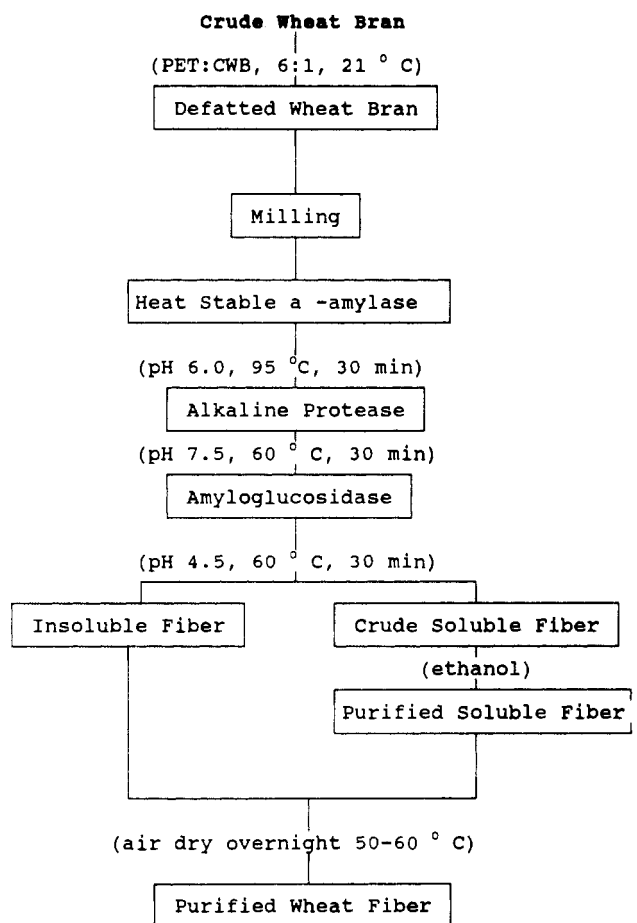 Crude Wheat Bran
(PET:CWB, 6:1, 21 ° C)
Defatted Wheat Bran
Milling
Heat Stable a -amylase
(pH 6.0, 95 °C, 30 min)
Alkaline Protease
(pH 7.5, 60 ° C, 30 min)
Amyloglucosidase
(pH 4.5, 60 ° C, 30 min)
Insoluble Fiber
Crude Soluble Fiber
(ethanol)
Purified Soluble Fiber
(air dry overnight 50-60 ° C)
Purified Wheat Fiber